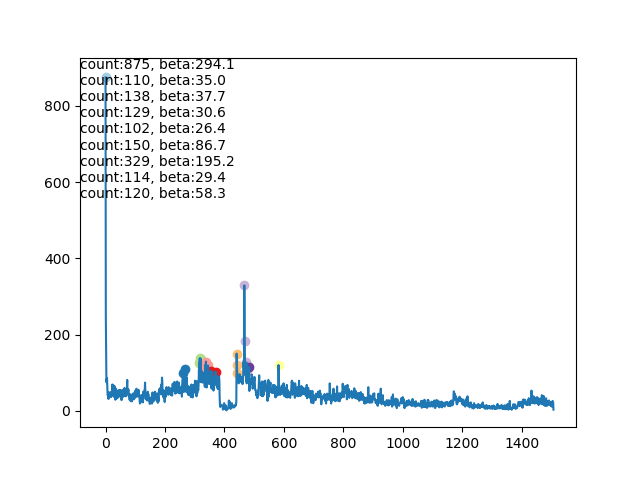 count:875, beta:294.1
count:110, beta:35.0
count:138, beta:37.7
count:129, beta:30.6
count:102, beta:26.4
count:150, beta:86.7
count:329, beta:195.2
count:114, beta:29.4
count:120, beta:58.3
800
600
400
200
0
0 200 400 600 800 1000 1200 1400